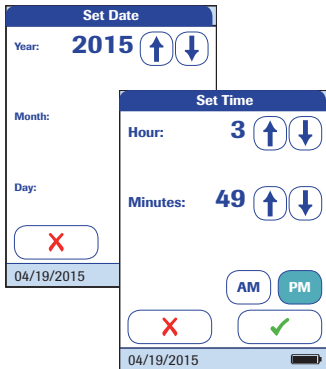 Set Date
Year: 2015
Month:
Day:
04/19/2015
Set Time
Hour: 3
Minutes: 49
AM PM
04/19/2015